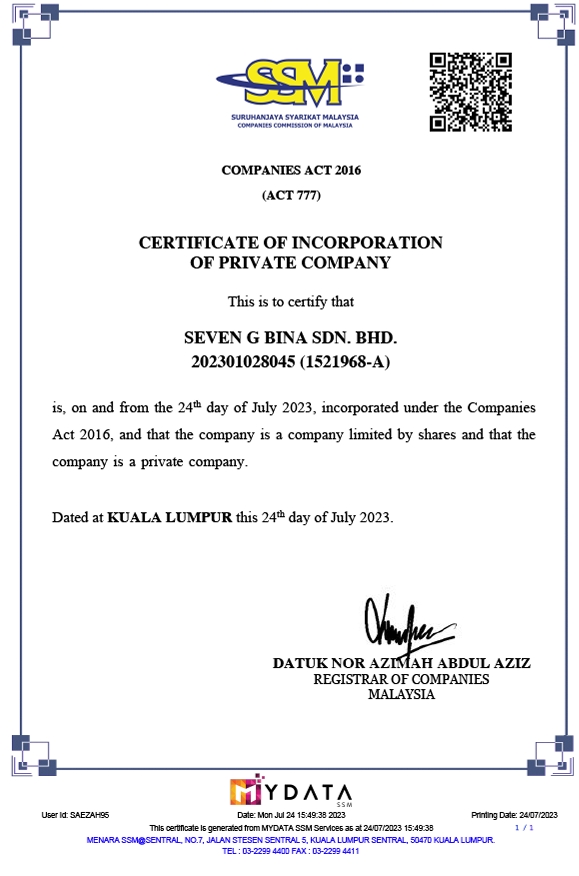 SSM
SURUHANJAYA SYARIKAT MALAYSIA
COMPANIES COMMISSION OF MALAYSIA
COMPANIES ACT 2016
(ACT 777)
CERTIFICATE OF INCORPORATION
OF PRIVATE COMPANY
This is to certify that
SEVEN G BINA SDN. BHD.
202301028045 (1521968-A)
is, on and from the 24th day of July 2023, incorporated under the Companies
Act 2016, and that the company is a company limited by shares and that the
company is a private company.
Dated at KUALA LUMPUR this 24th day of July 2023.
DATUK NOR AZIMAH ABDUL AZIZ
REGISTRAR OF COMPANIES
MALAYSIA
MYDATA
SSM
User Id: SAEZAH95 Date: Mon Jul 24 15:49:38 2023 Printing Date: 24/07/2023
This certificate is generated from MYDATA SSM Services as at 24/07/2023 15:49:38 1 / 1
MENARA SSM@SENTRAL, NO.7, JALAN STESEN SENTRAL 5, KUALA LUMPUR SENTRAL, 50470 KUALA LUMPUR.
TEL : 03-2299 4400 FAX : 03-2299 4411